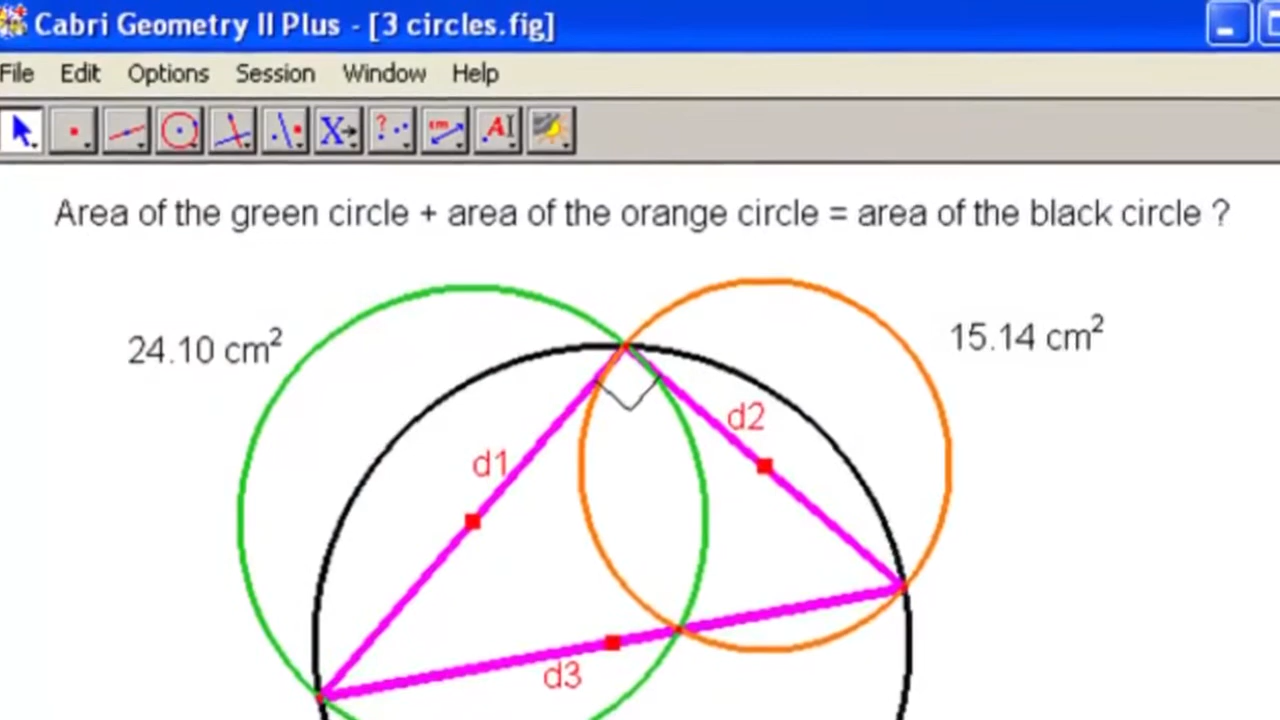 Cabri Geometry II Plus - [3 circles.fig]
File Edit Options Session Window Help
Area of the green circle + area of the orange circle = area of the black circle ?
24.10 cm²
15.14 cm²
d2
d1
d3